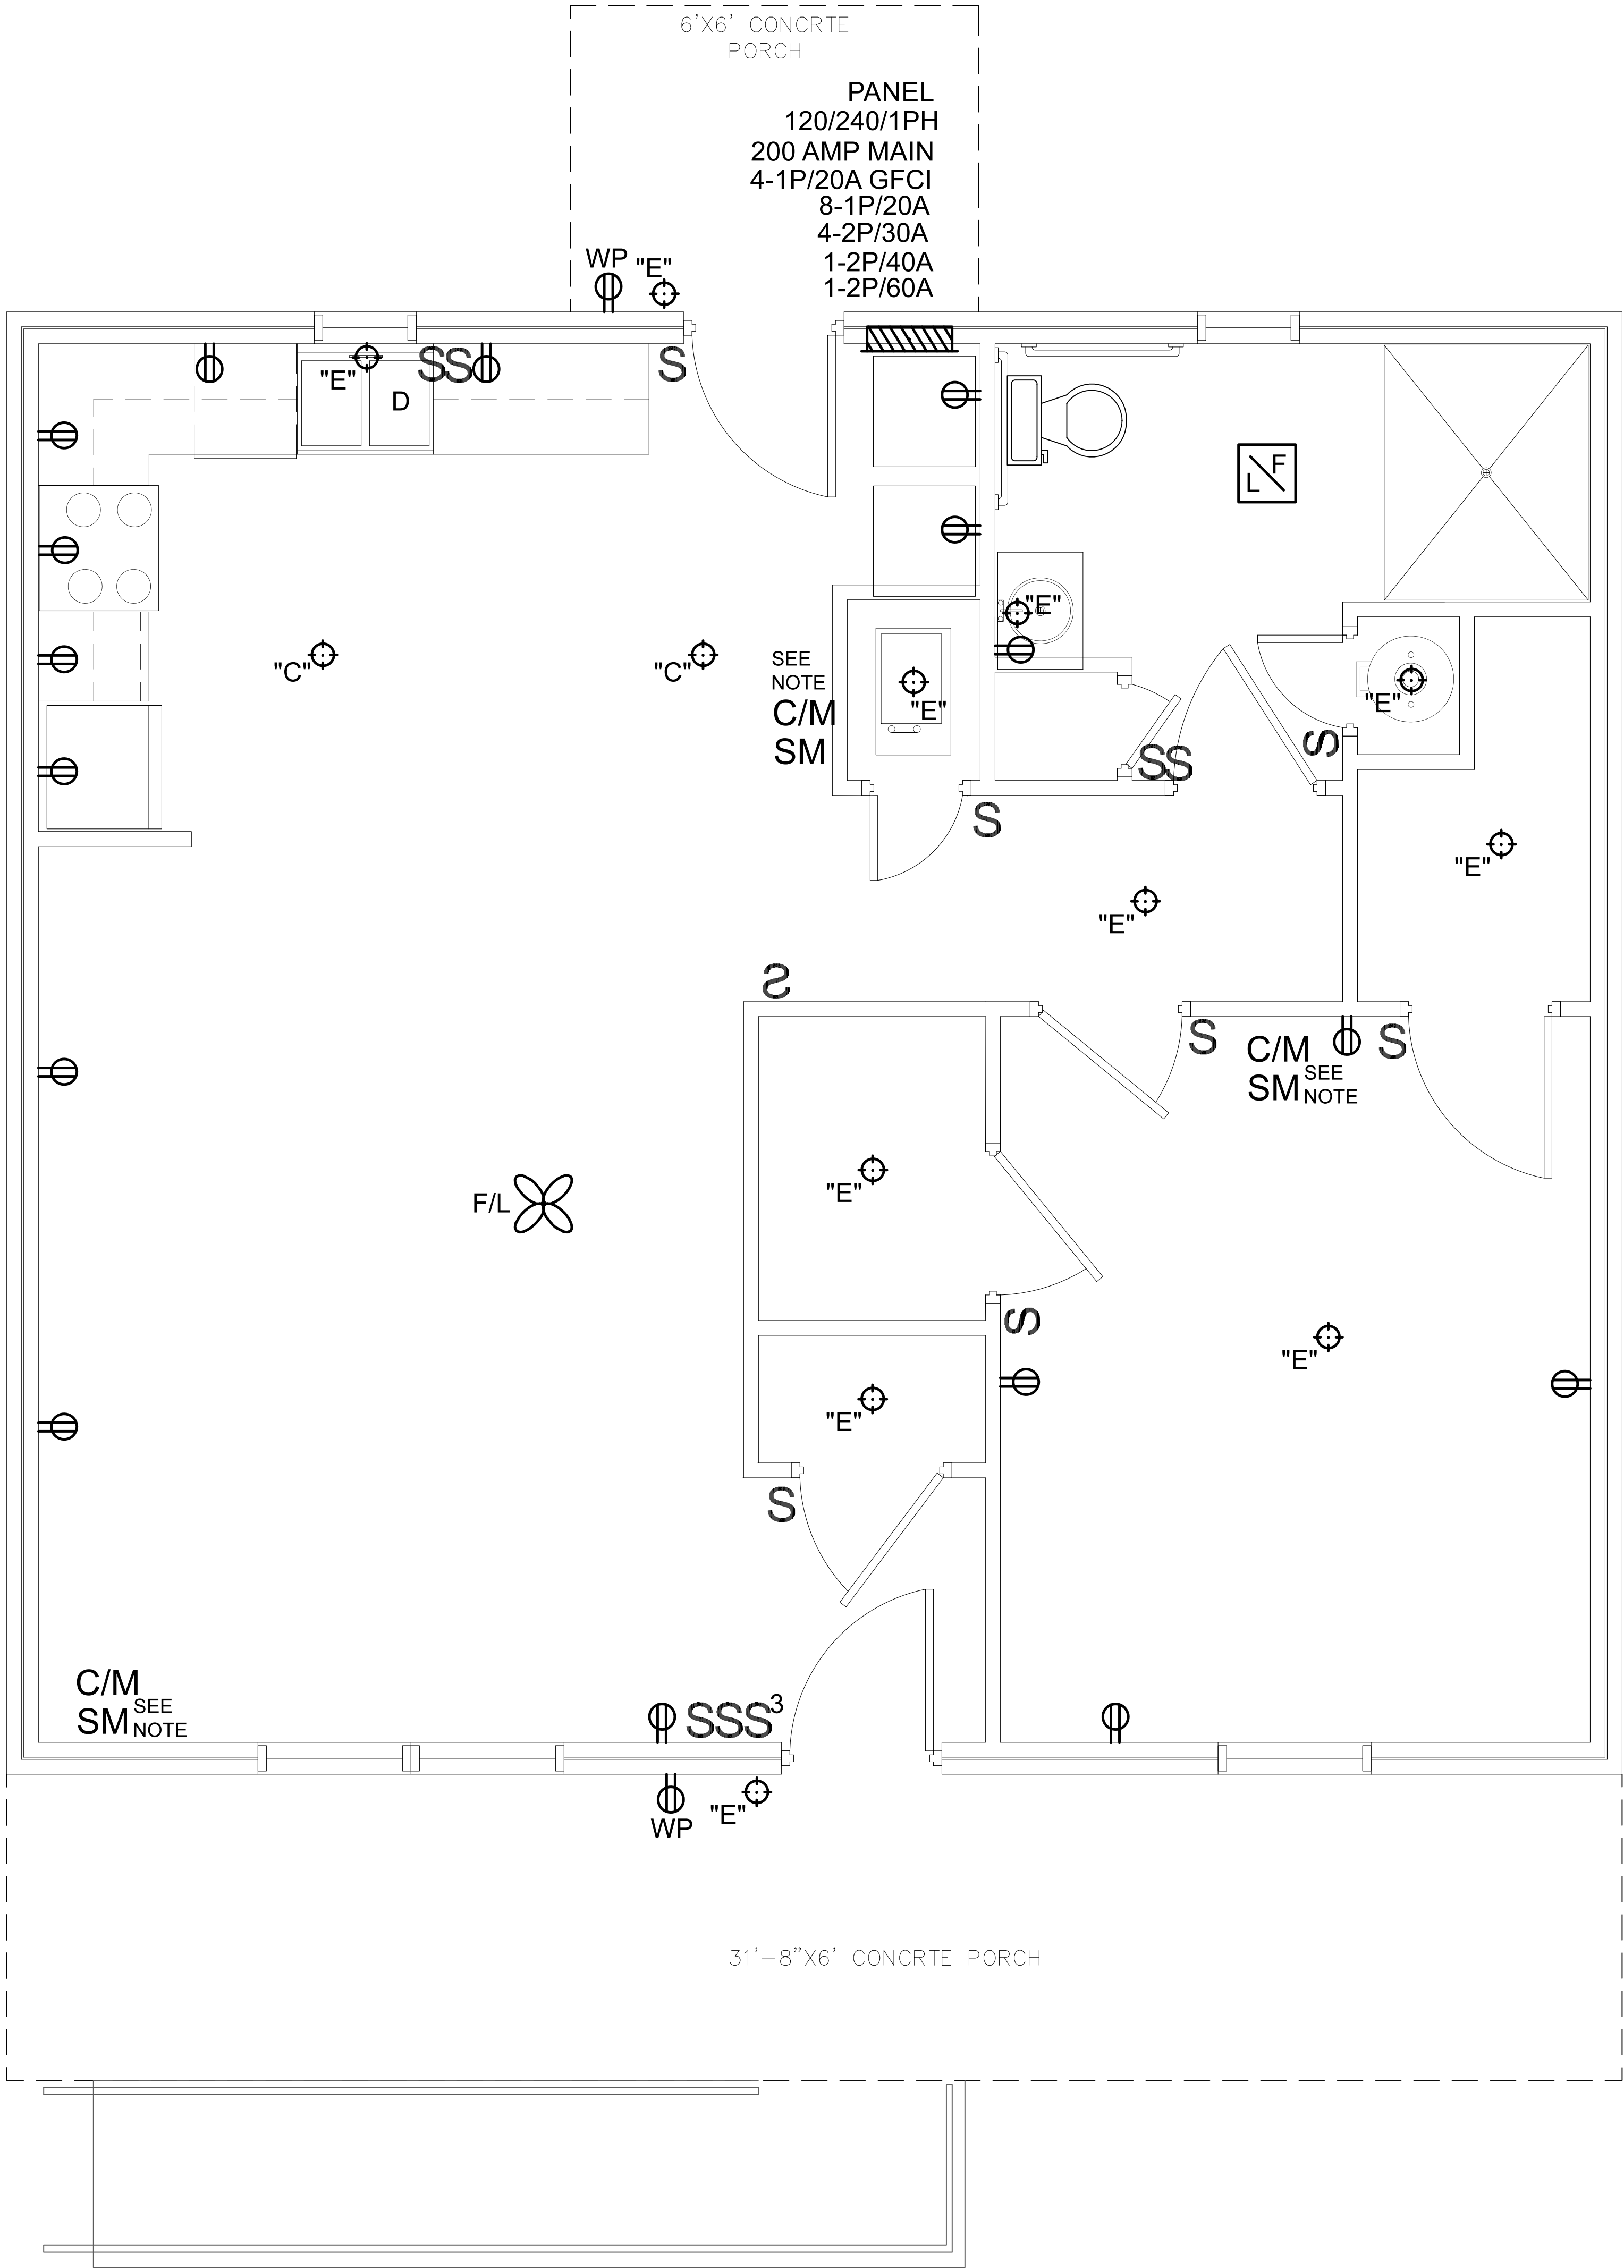 6'X6' CONCRTE
PORCH
PANEL
120/240/1PH
200 AMP MAIN
4-1P/20A GFCI
8-1P/20A
4-2P/30A
1-2P/40A
1-2P/60A
WP "E"
"E"
SS
S
D
L F
"E"
"C"
"C"
SEE
NOTE
C/M
SM
"E"
"E"
S
SS
S
"E"
"E"
S
S
S
C/M
SM SEE
NOTE
"E"
F/L
S
"E"
"E"
S
C/M
SM SEE
NOTE
SSS3
"E"
WP
31'-8"X6' CONCRTE PORCH